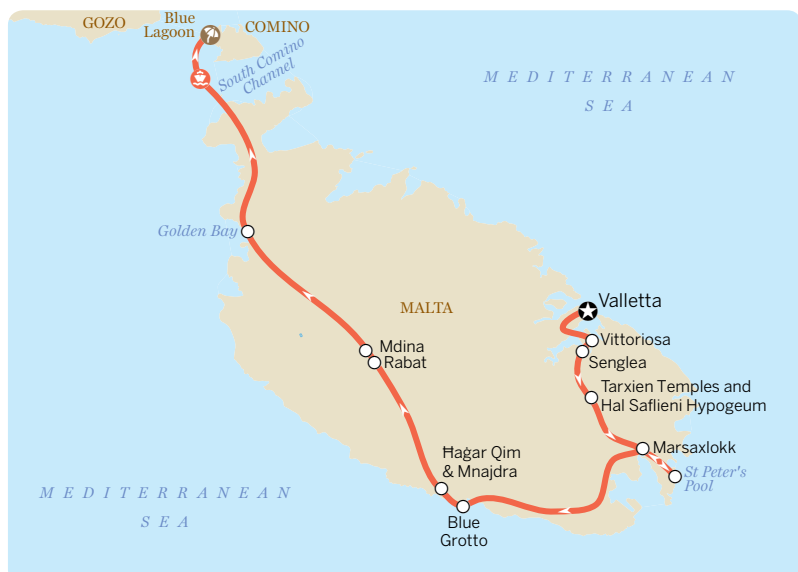 GOZO
Blue
Lagoon
COMINO
South Comino
Channel
MEDITERRANEAN
SEA
Golden Bay
MALTA
Valletta
Vittoriosa
Senglea
Mdina
Rabat
Tarxien Temples and
Hal Saflieni Hypogeum
Marsaxlokk
St Peter's
Pool
Ħaġar Qim
& Mnajdra
Blue
Grotto
MEDITERRANEAN
SEA